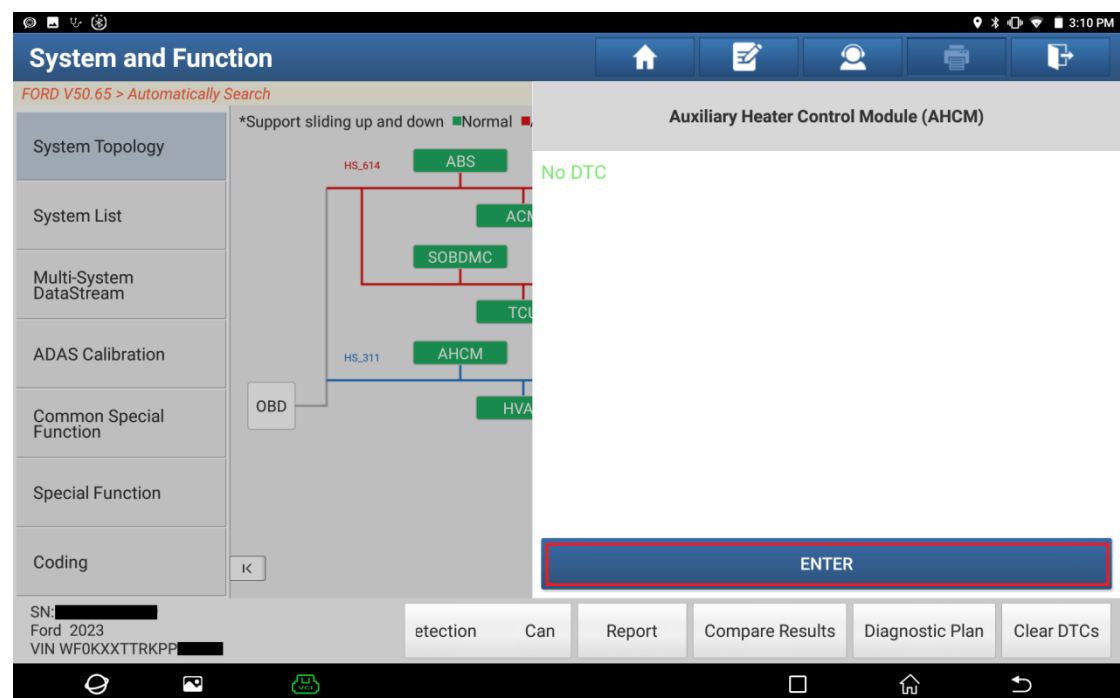 3:10 PM
System and Function
FORD V50.65 > Automatically Search
System Topology
System List
Multi-System
DataStream
ADAS Calibration
Common Special
Function
Special Function
Coding
*Support sliding up and down Normal
HS_614
ABS
SOBDMC
HS_311
AHCM
OBD
Auxiliary Heater Control Module (AHCM)
No DTC
ENTER
SN:
Ford 2023
VIN WF0KXXTTRKPP
etection Can
Report
Compare Results
Diagnostic Plan
Clear DTCs
VCI